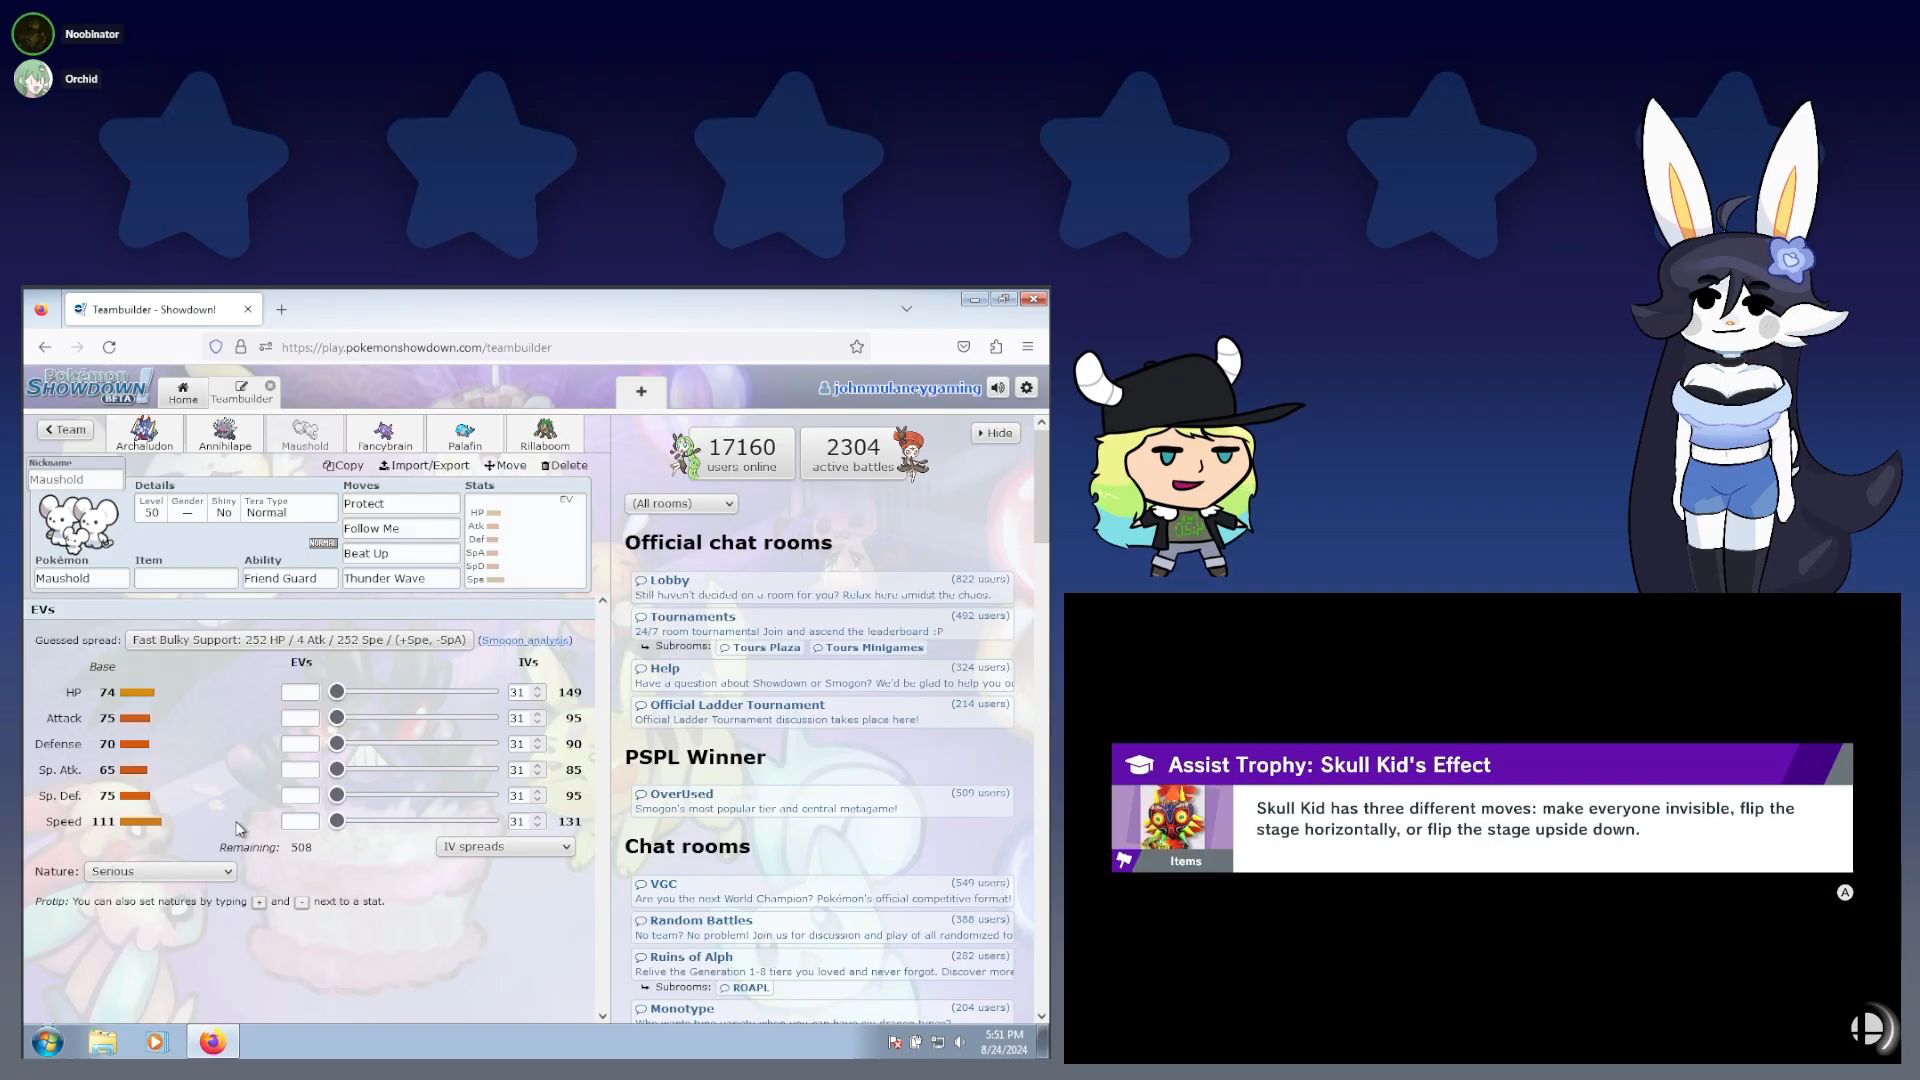 Noobinator
Orchid
Teambuilder - Showdown!
https://play.pokemonshowdown.com/teambuilder
Pokémon
SHOWDOWN!
BETA
Home
Teambuilder
johnmulaneygaming
Team
Archaludon
Annihilape
Maushold
Fancybrain
Palafin
Rillaboom
Copy
Import/Export
Move
Delete
Nickname
Maushold
Details
Level
50
Gender
—
Shiny
No
Tera Type
Normal
NORMAL
Pokémon
Maushold
Item
Ability
Friend Guard
Moves
Protect
Follow Me
Beat Up
Thunder Wave
Stats
EV
HP
Atk
Def
SpA
SpD
Spe
EVs
Guessed spread: Fast Bulky Support: 252 HP / 4 Atk / 252 Spe / (+Spe, -SpA) (Smogon analysis)
Base EVs IVs
HP 74 31 149
Attack 75 31 95
Defense 70 31 90
Sp. Atk. 65 31 85
Sp. Def. 75 31 95
Speed 111 31 131
Remaining: 508
IV spreads
Nature: Serious
Protip: You can also set natures by typing + and - next to a stat.
17160
users online
2304
active battles
Hide
(All rooms)
Official chat rooms
Lobby (822 users)
Still haven't decided on a room for you? Relax here amidst the chaos.
Tournaments (492 users)
24/7 room tournaments! Join and ascend the leaderboard :P
Subrooms: Tours Plaza Tours Minigames
Help (324 users)
Have a question about Showdown or Smogon? We'd be glad to help you ou
Official Ladder Tournament (214 users)
Official Ladder Tournament discussion takes place here!
PSPL Winner
OverUsed (509 users)
Smogon's most popular tier and central metagame!
Chat rooms
VGC (549 users)
Are you the next World Champion? Pokémon's official competitive format!
Random Battles (388 users)
No team? No problem! Join us for discussion and play of all randomized fo
Ruins of Alph (282 users)
Relive the Generation 1-8 tiers you loved and never forgot. Discover more
Subrooms: ROAPL
Monotype (204 users)
5:51 PM
8/24/2024
Assist Trophy: Skull Kid's Effect
Skull Kid has three different moves: make everyone invisible, flip the
stage horizontally, or flip the stage upside down.
Items
A